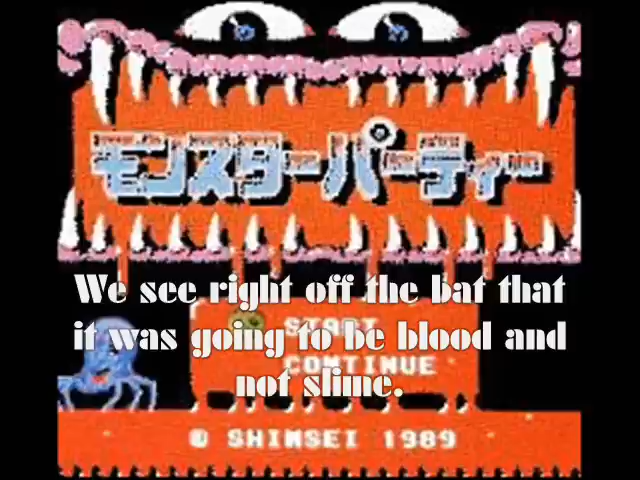 モンスターパーティー
We see right off the bat that
it was going to be blood and
not slime.
START
CONTINUE
© SHINSEI 1989